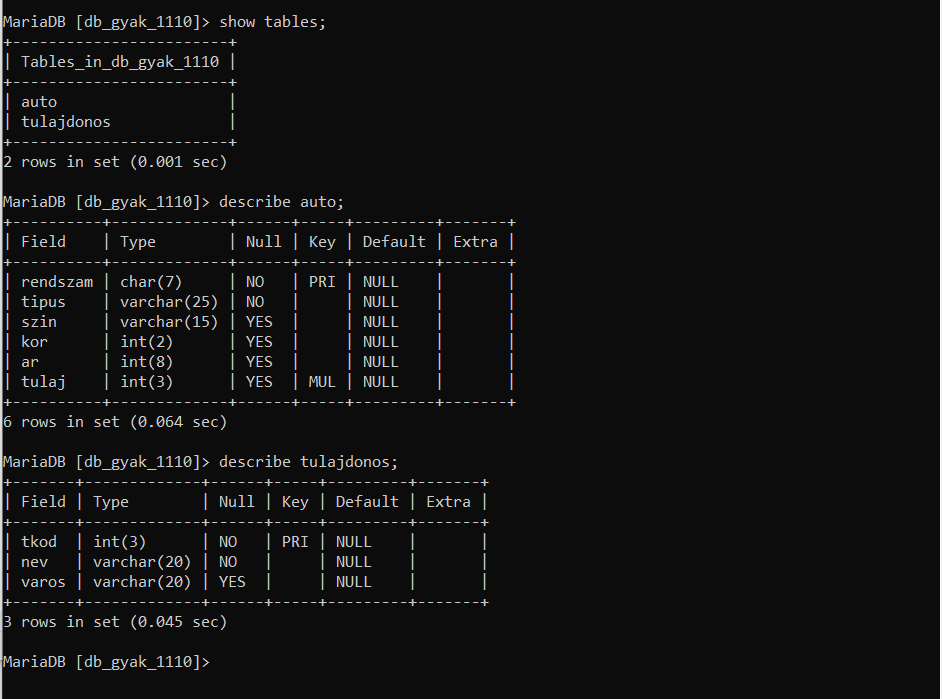 MariaDB [db_gyak_1110]> show tables;
+------------------------+
| Tables_in_db_gyak_1110 |
+------------------------+
| auto                   |
| tulajdonos             |
+------------------------+
2 rows in set (0.001 sec)

MariaDB [db_gyak_1110]> describe auto;
+----------+-------------+------+-----+---------+-------+
| Field    | Type        | Null | Key | Default | Extra |
+----------+-------------+------+-----+---------+-------+
| rendszam | char(7)     | NO   | PRI | NULL    |       |
| tipus    | varchar(25) | NO   |     | NULL    |       |
| szin     | varchar(15) | YES  |     | NULL    |       |
| kor      | int(2)      | YES  |     | NULL    |       |
| ar       | int(8)      | YES  |     | NULL    |       |
| tulaj    | int(3)      | YES  | MUL | NULL    |       |
+----------+-------------+------+-----+---------+-------+
6 rows in set (0.064 sec)

MariaDB [db_gyak_1110]> describe tulajdonos;
+-------+-------------+------+-----+---------+-------+
| Field | Type        | Null | Key | Default | Extra |
+-------+-------------+------+-----+---------+-------+
| tkod  | int(3)      | NO   | PRI | NULL    |       |
| nev   | varchar(20) | NO   |     | NULL    |       |
| varos | varchar(20) | YES  |     | NULL    |       |
+-------+-------------+------+-----+---------+-------+
3 rows in set (0.045 sec)

MariaDB [db_gyak_1110]>